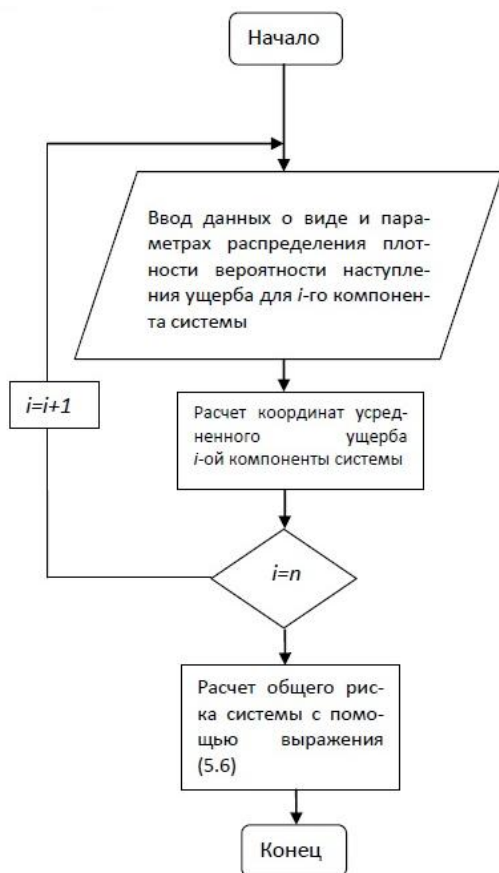 Начало
Ввод данных о виде и пара-
метрах распределения плот-
ности вероятности наступле-
ния ущерба для i-го компонен-
та системы
i=i+1
Расчет координат усред-
ненного ущерба
i-ой компоненты системы
i=n
Расчет общего рис-
ка системы с помо-
щью выражения
(5.6)
Конец